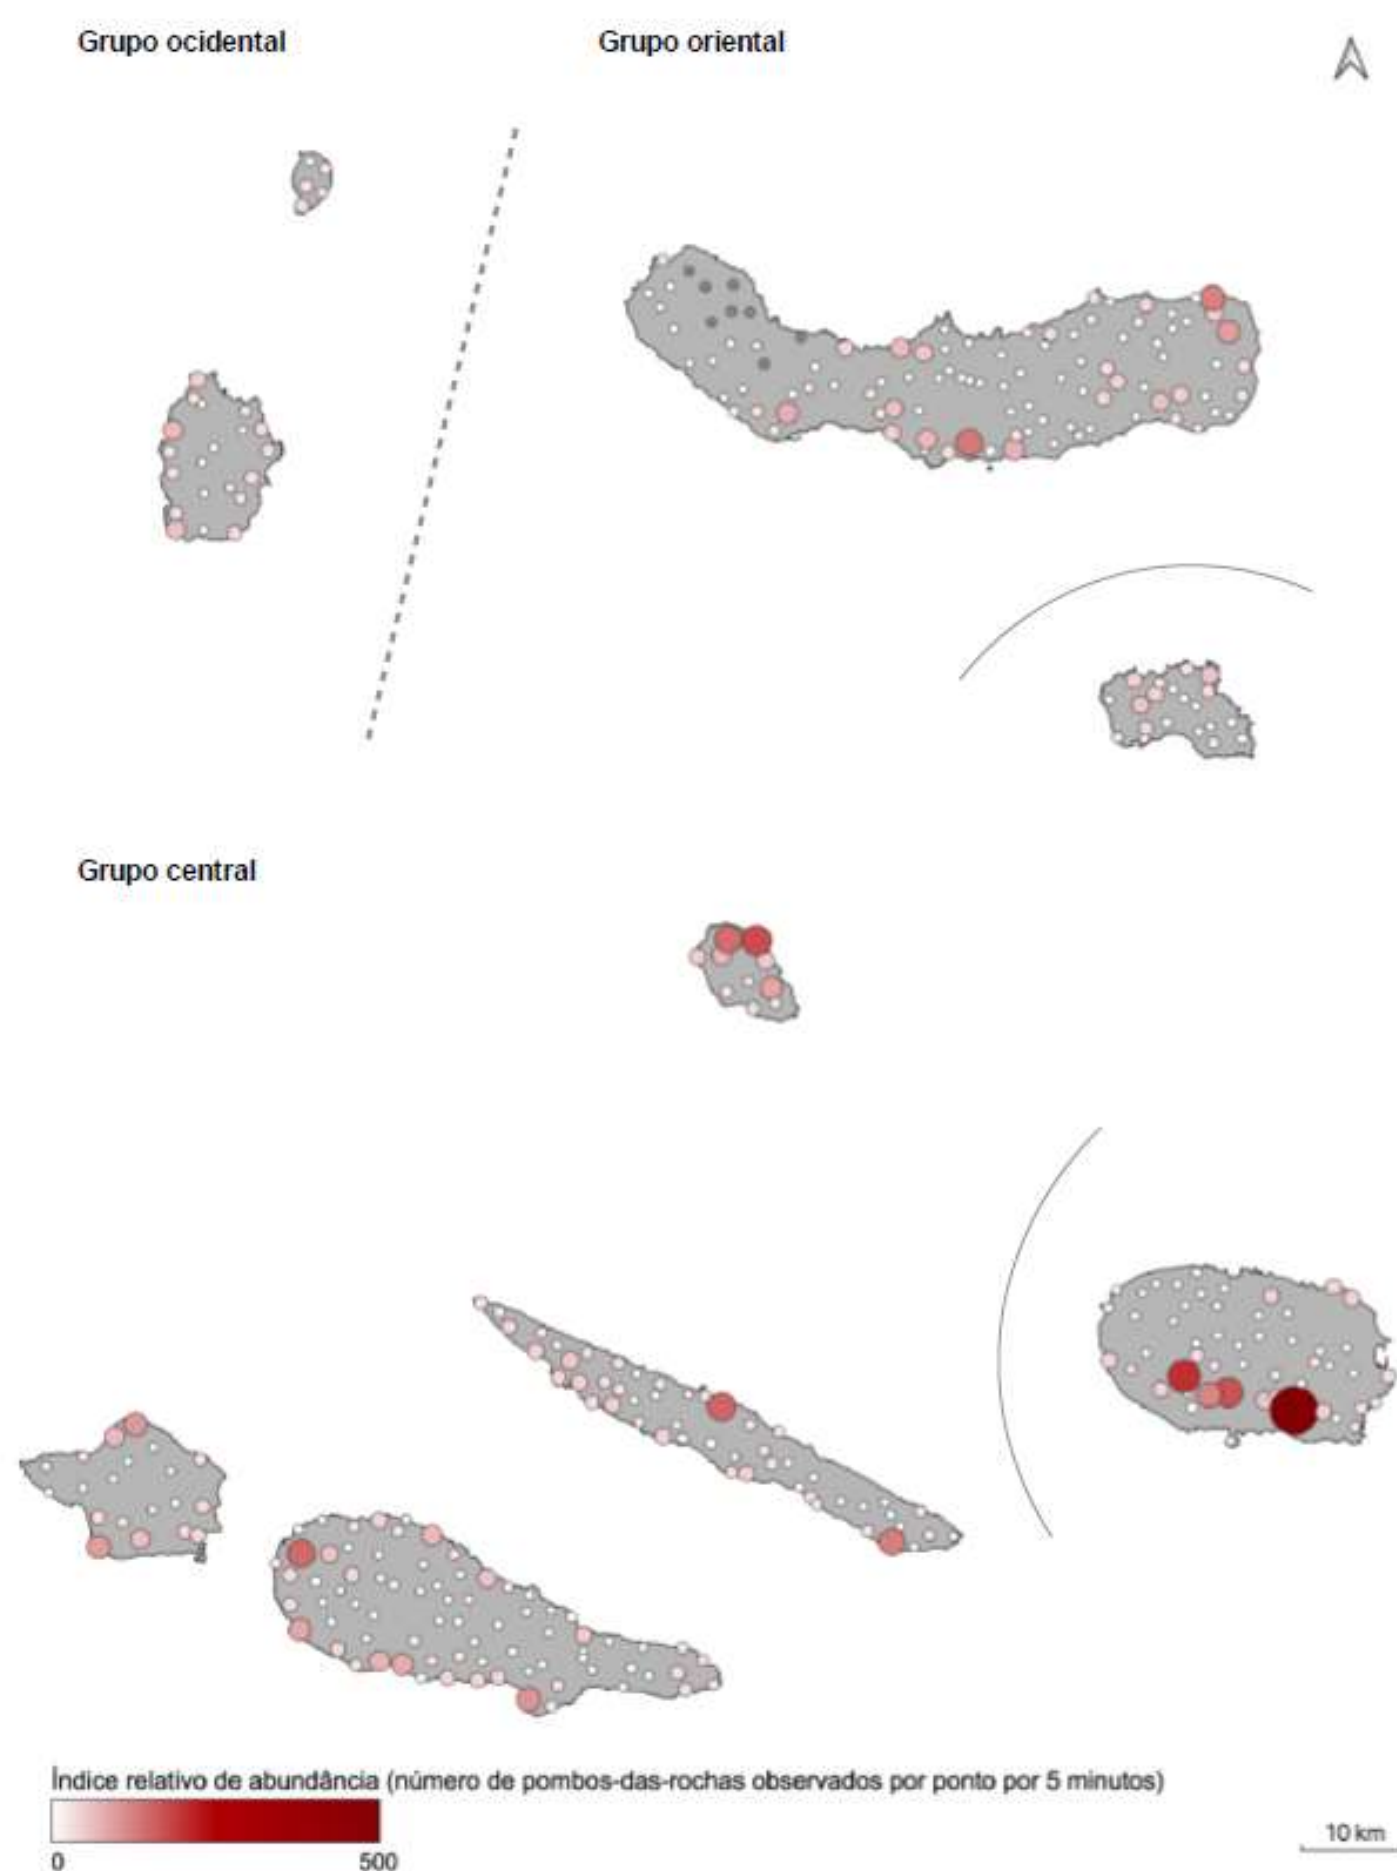 Grupo ocidental
Grupo oriental
Grupo central
Índice relativo de abundância (número de pombos-das-rochas observados por ponto por 5 minutos)
0
500
10 km